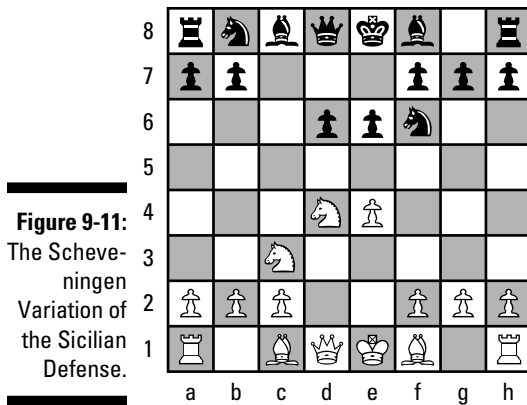 8
7
6
5
4
3
2
1
a b c d e f g h
Figure 9-11:
The Scheve-
ningen
Variation of
the Sicilian
Defense.